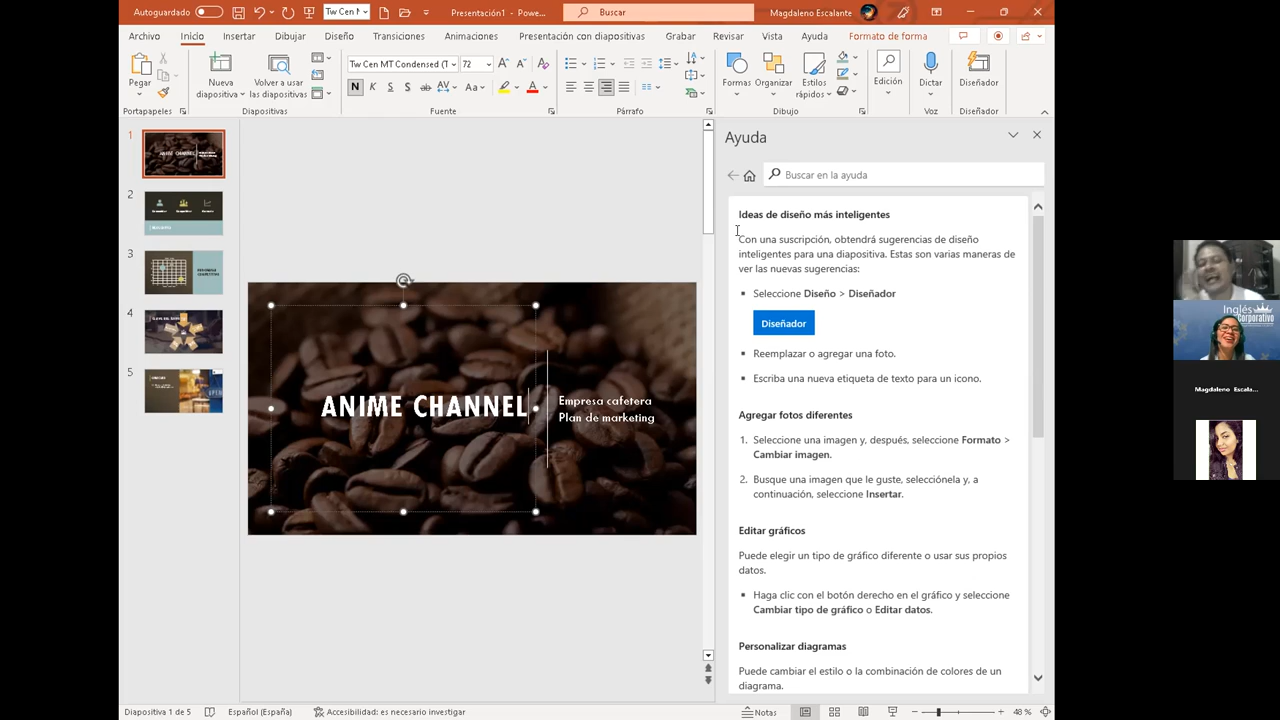 Autoguardado
Tw Cen M
Presentación1 - Powe...
Buscar
Magdaleno Escalante
Archivo
Inicio
Insertar
Dibujar
Diseño
Transiciones
Animaciones
Presentación con diapositivas
Grabar
Revisar
Vista
Ayuda
Formato de forma
Pegar
Nueva
diapositiva
Volver a usar
las diapositivas
Tw Cen MT Condensed (T
72
N
K
S
S
ab
AV
Aa
A
Formas
Organizar
Estilos
rápidos
Edición
Dictar
Diseñador
Portapapeles
Diapositivas
Fuente
Párrafo
Dibujo
Voz
Diseñador
1
2
3
4
5
ANIME CHANNEL
Empresa cafetera
Plan de marketing
Ayuda
Buscar en la ayuda
Ideas de diseño más inteligentes
Con una suscripción, obtendrá sugerencias de diseño
inteligentes para una diapositiva. Estas son varias maneras de
ver las nuevas sugerencias:
Seleccione Diseño > Diseñador
Diseñador
Reemplazar o agregar una foto.
Escriba una nueva etiqueta de texto para un icono.
Agregar fotos diferentes
1. Seleccione una imagen y, después, seleccione Formato >
Cambiar imagen.
2. Busque una imagen que le guste, selecciónela y, a
continuación, seleccione Insertar.
Editar gráficos
Puede elegir un tipo de gráfico diferente o usar sus propios
datos.
Haga clic con el botón derecho en el gráfico y seleccione
Cambiar tipo de gráfico o Editar datos.
Personalizar diagramas
Puede cambiar el estilo o la combinación de colores de un
diagrama.
Inglés
Corporativo
Magdaleno Escala...
Diapositiva 1 de 5
Español (España)
Accesibilidad: es necesario investigar
Notas
48 %